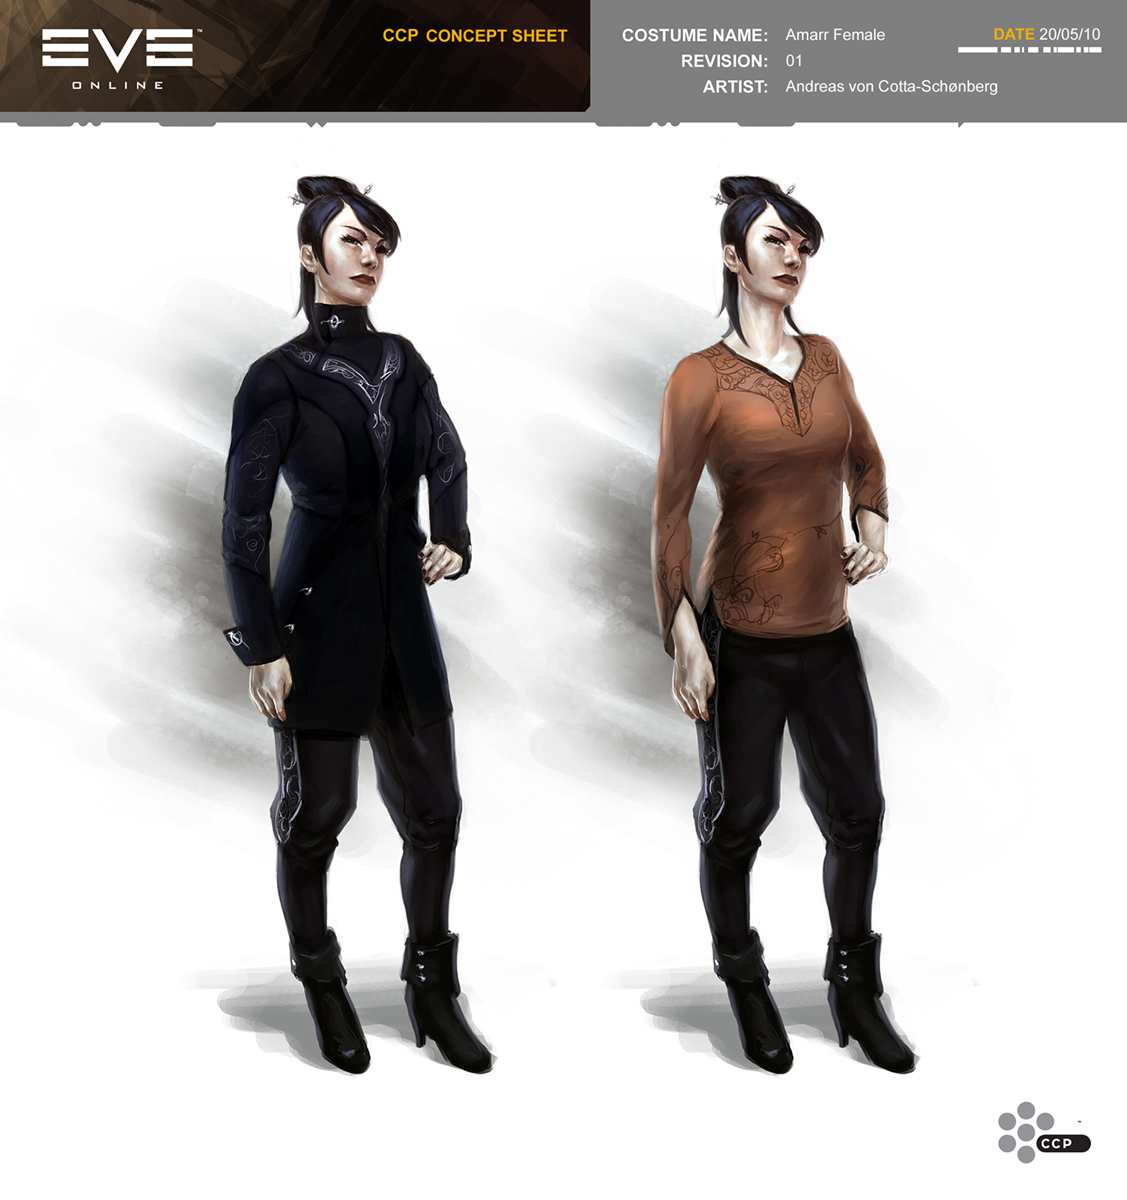 EVE™
ONLINE
CCP CONCEPT SHEET
COSTUME NAME: Amarr Female
REVISION: 01
ARTIST: Andreas von Cotta-Schønberg
DATE 20/05/10
CCP